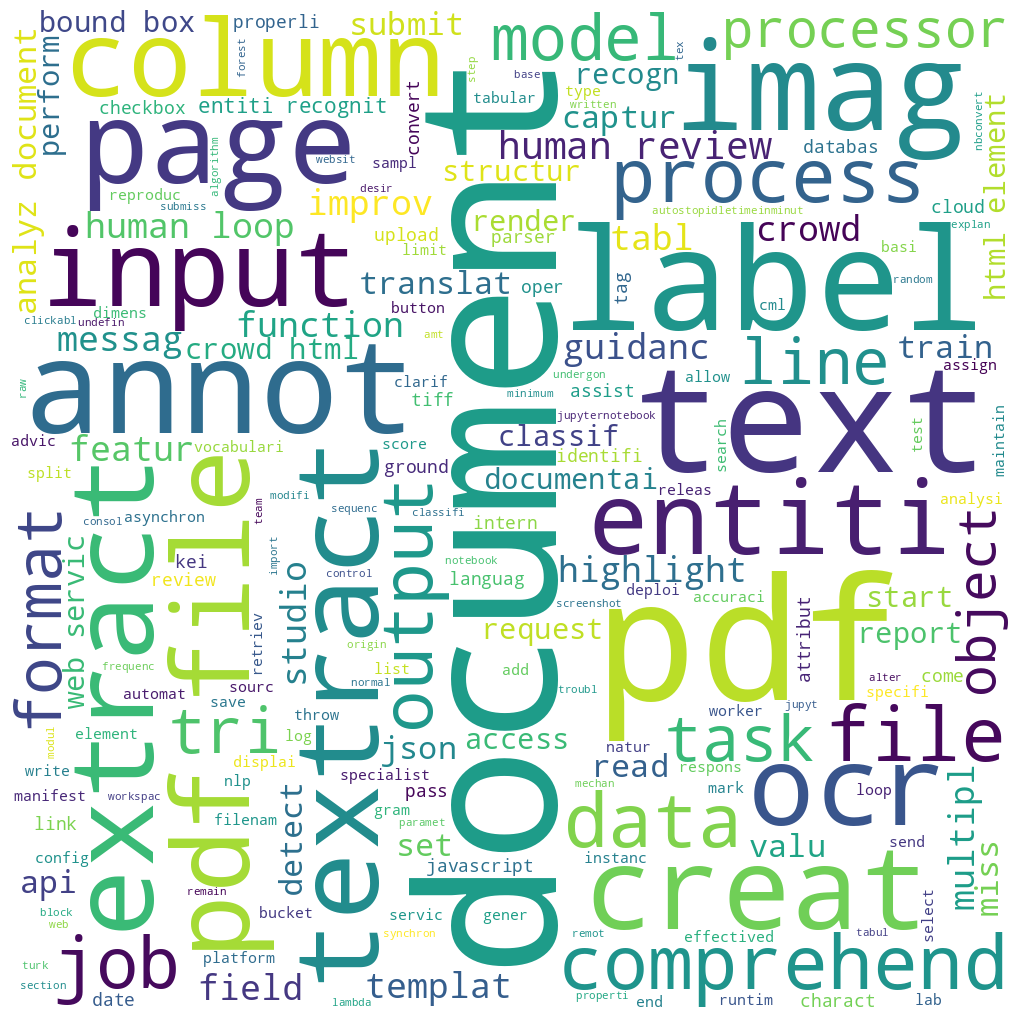 bound box
properli
submit
model
processor
column
forest
tex
step
base
recogn
imag
analyz document
perform
checkbox
entiti recognit
convert
tabular
type
written
captur
nbconvert
page
algorithm
websit
sampl
human review
databas
html element
structur
process
reproduc
submiss
desir
improv
render
autostopidletimeinminut
cloud
explan
human loop
upload
limit
parser
tabl
crowd
basi
input
translat
oper
tag
label
random
dimens
button
cml
clickabl
undefin
function
messag
crowd html
amt
guidanc
line
train
annot
document
undergon
raw
clarif
tiff
minimum
assist
allow
assign
text
advic
featur
vocabulari
score
jupyternotebook
classif
search
test
maintain
split
ground
identifi
extract
pdf file
textract
modifi
documentai
releas
analysi
team
sequenc
classifi
output
entiti
format
consol
asynchron
intern
object
web servic
kei
import
notebook
review
studio
control
languag
highlight
deploi
accuraci
start
screenshot
retriev
origin
request
pdf
attribut
report
frequenc
list
add
come
automat
sourc
normal
troubl
specifi
alter
save
throw
worker
jupyt
element
tri
log
json
access
task
file
modul
displai
natur
write
nlp
specialist
read
respons
manifest
workspac
pass
mechan
mark
ocr
loop
multipl
link
filenam
gram
paramet
data
config
detect
set
valu
send
miss
api
javascript
instanc
creat
remain
block
bucket
servic
gener
select
web
job
synchron
remot
effectived
tabul
turk
platform
comprehend
section
date
field
templat
lambda
properti
end
runtim
charact
lab